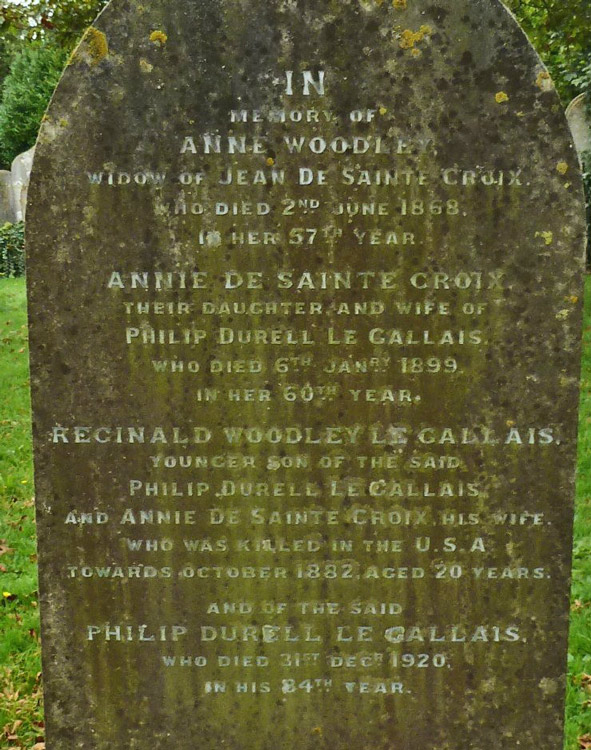 IN
MEMORY OF
ANNE WOODLEY,
WIDOW OF JEAN DE SAINTE CROIX,
WHO DIED 2ND JUNE 1868,
IN HER 57TH YEAR.
ANNIE DE SAINTE CROIX,
THEIR DAUGHTER AND WIFE OF
PHILIP DURELL LE GALLAIS,
WHO DIED 6TH JANRY 1899,
IN HER 60TH YEAR.
REGINALD WOODLEY LE GALLAIS,
YOUNGER SON OF THE SAID
PHILIP DURELL LE GALLAIS
AND ANNIE DE SAINTE CROIX, HIS WIFE.
WHO WAS KILLED IN THE U.S.A
TOWARDS OCTOBER 1882, AGED 20 YEARS.
AND OF THE SAID
PHILIP DURELL LE GALLAIS,
WHO DIED 31ST DECR 1920,
IN HIS 84TH YEAR.